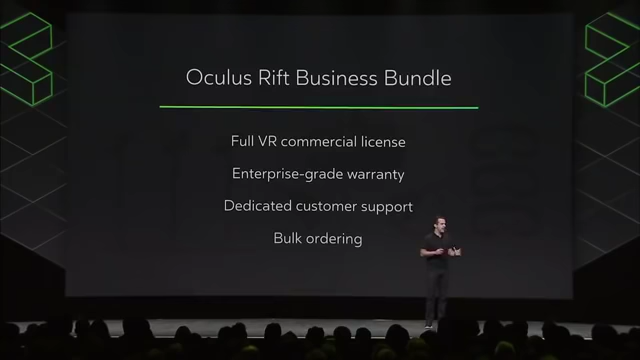 Oculus Rift Business Bundle
Full VR commercial license
Enterprise-grade warranty
Dedicated customer support
Bulk ordering